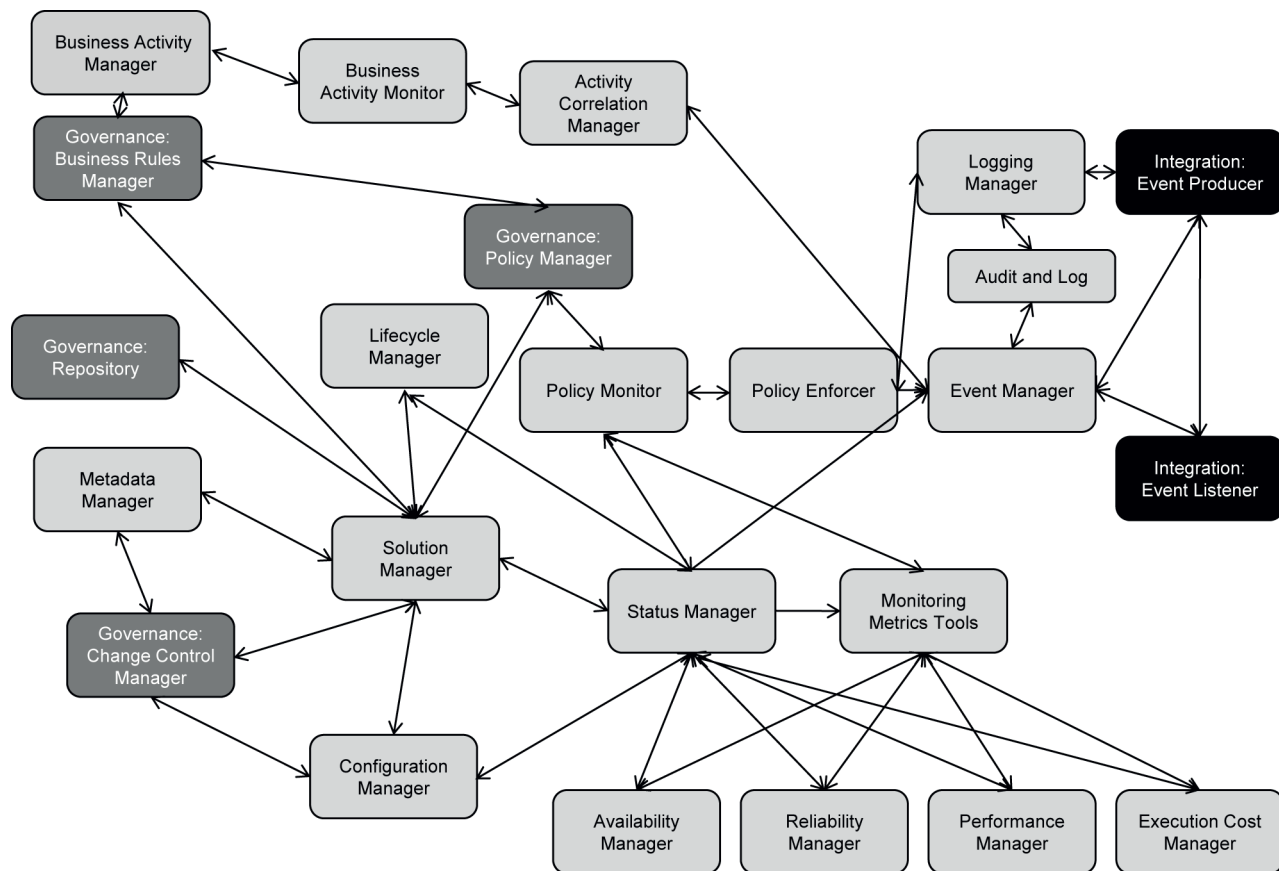 Business Activity
Manager
Business
Activity Monitor
Activity
Correlation
Manager
Governance:
Business Rules
Manager
Logging
Manager
Integration:
Event Producer
Governance:
Policy Manager
Audit and Log
Governance:
Repository
Lifecycle
Manager
Policy Monitor
Policy Enforcer
Event Manager
Metadata
Manager
Integration:
Event Listener
Solution
Manager
Status Manager
Monitoring
Metrics Tools
Governance:
Change Control
Manager
Configuration
Manager
Availability
Manager
Reliability
Manager
Performance
Manager
Execution Cost
Manager